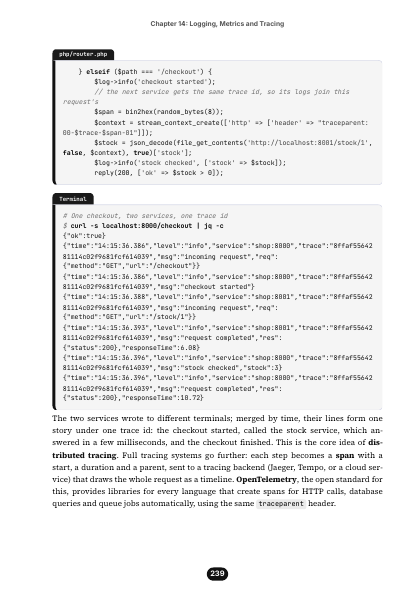 Chapter 14: Logging, Metrics and Tracing
php/router.php
} elseif ($path === '/checkout') {
$log->info('checkout started');
// the next service gets the same trace id, so its logs join this
request's
$span = bin2hex(random_bytes(8));
$context = stream_context_create(['http' => ['header' => "traceparent:
00-$trace-$span-01"]]);
$stock = json_decode(file_get_contents('http://localhost:8001/stock/1',
false, $context), true)['stock'];
$log->info('stock checked', ['stock' => $stock]);
reply(200, ['ok' => $stock > 0]);
Terminal
# One checkout, two services, one trace id
$ curl -s localhost:8000/checkout | jq -c
{"ok":true}
{"time":"14:15:36.386","level":"info","service":"shop:8000","trace":"8ffaf55642
81114c02f9681fcf614039","msg":"incoming request","req":
{"method":"GET","url":"/checkout"}}
{"time":"14:15:36.386","level":"info","service":"shop:8000","trace":"8ffaf55642
81114c02f9681fcf614039","msg":"checkout started"}
{"time":"14:15:36.388","level":"info","service":"shop:8001","trace":"8ffaf55642
81114c02f9681fcf614039","msg":"incoming request","req":
{"method":"GET","url":"/stock/1"}}
{"time":"14:15:36.393","level":"info","service":"shop:8001","trace":"8ffaf55642
81114c02f9681fcf614039","msg":"request completed","res":
{"status":200},"responseTime":6.08}
{"time":"14:15:36.396","level":"info","service":"shop:8000","trace":"8ffaf55642
81114c02f9681fcf614039","msg":"stock checked","stock":3}
{"time":"14:15:36.396","level":"info","service":"shop:8000","trace":"8ffaf55642
81114c02f9681fcf614039","msg":"request completed","res":
{"status":200},"responseTime":10.72}
The two services wrote to different terminals; merged by time, their lines form one
story under one trace id: the checkout started, called the stock service, which an-
swered in a few milliseconds, and the checkout finished. This is the core idea of dis-
tributed tracing. Full tracing systems go further: each step becomes a span with a
start, a duration and a parent, sent to a tracing backend (Jaeger, Tempo, or a cloud ser-
vice) that draws the whole request as a timeline. OpenTelemetry, the open standard for
this, provides libraries for every language that create spans for HTTP calls, database
queries and queue jobs automatically, using the same traceparent header.
239